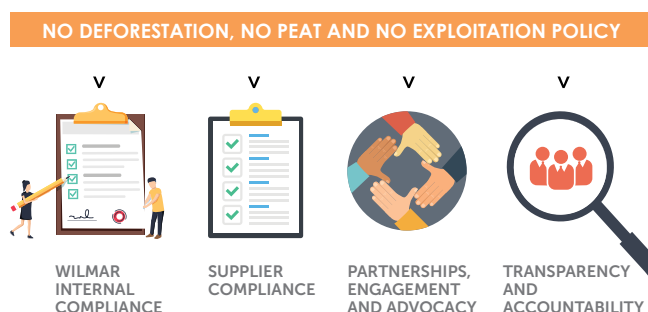 NO DEFORESTATION, NO PEAT AND NO EXPLOITATION POLICY
WILMAR
INTERNAL
COMPLIANCE
SUPPLIER
COMPLIANCE
PARTNERSHIPS,
ENGAGEMENT
AND ADVOCACY
TRANSPARENCY
AND
ACCOUNTABILITY